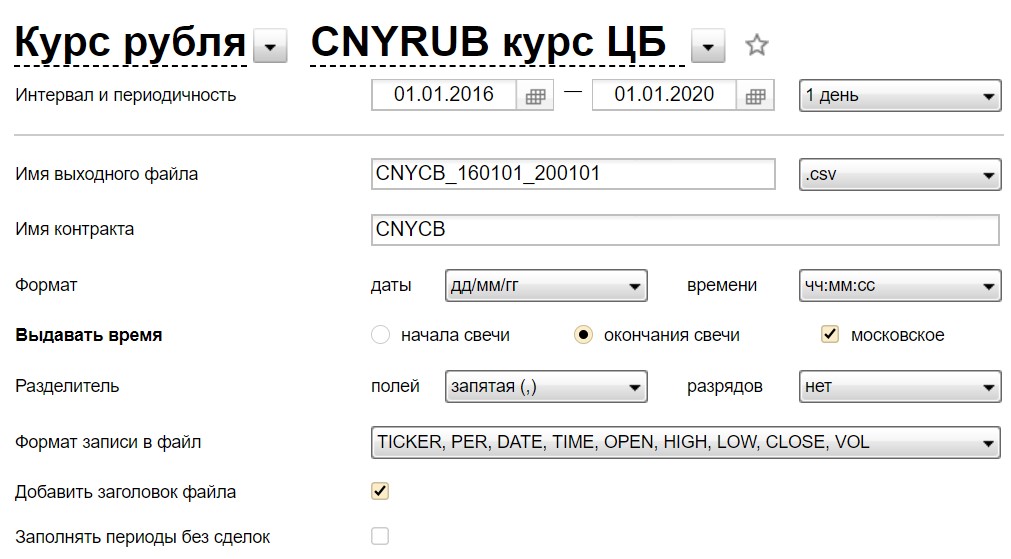 Курс рубля CNYRUB курс ЦБ
Интервал и периодичность 01.01.2016 — 01.01.2020 1 день
Имя выходного файла CNYCB_160101_200101 .csv
Имя контракта CNYCB
Формат даты дд/мм/гг времени чч:мм:сс
Выдавать время начала свечи окончания свечи московское
Разделитель полей запятая (,) разрядов нет
Формат записи в файл TICKER, PER, DATE, TIME, OPEN, HIGH, LOW, CLOSE, VOL
Добавить заголовок файла
Заполнять периоды без сделок